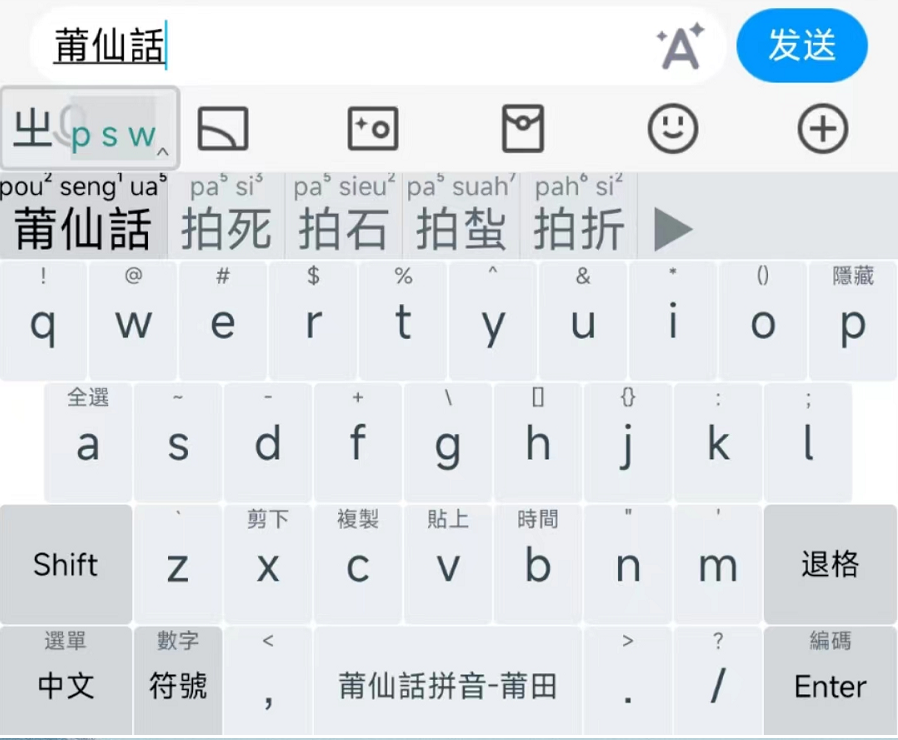 莆仙話 发送
㞢 p s w ^
pou² seng¹ ua⁵ pa⁵ si³ pa⁵ sieu² pa⁵ suah⁷ pah⁶ si²
莆仙話 拍死 拍石 拍蚻 拍折
! @ # $ % ^ & * () 隱藏
q w e r t y u i o p
全選 ~ - + \ [] {} : ;
a s d f g h j k l
` 剪下 複製 貼上 時間 " '
Shift z x c v b n m 退格
選單 數字 < > ? 編碼
中文 符號 , 莆仙話拼音-莆田 . / Enter